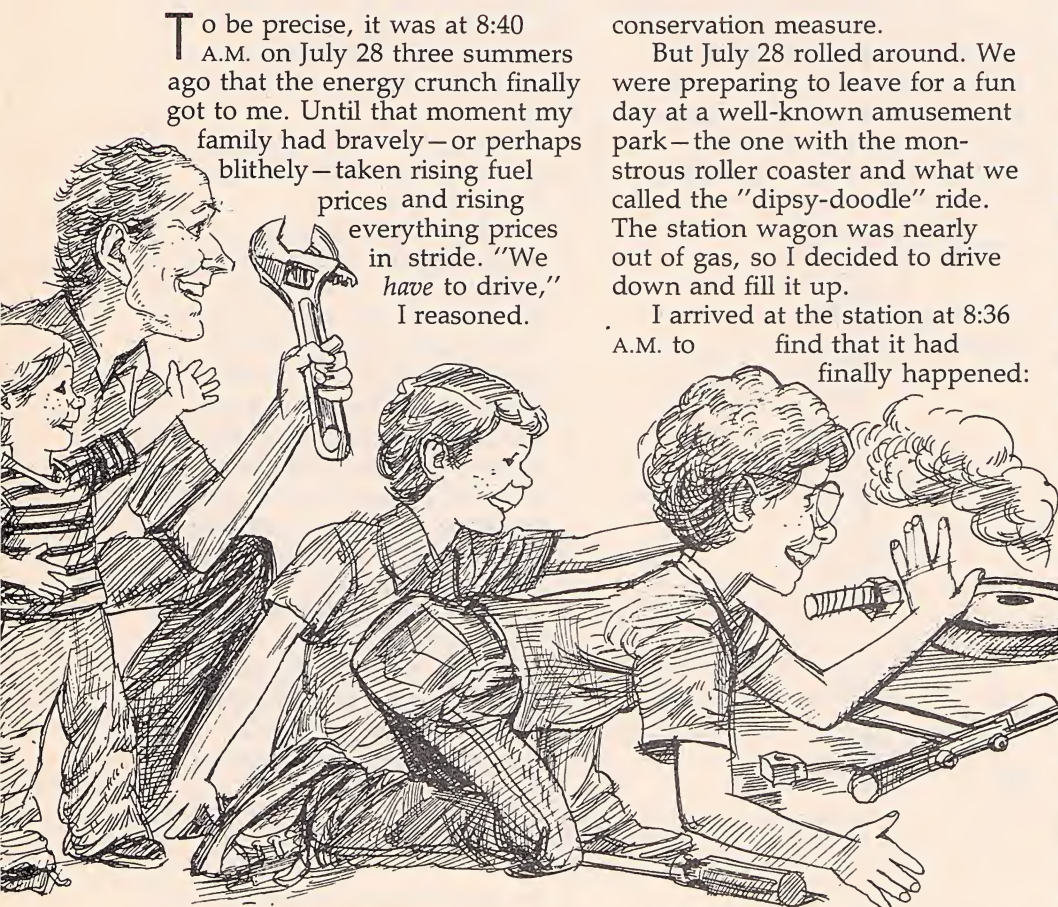 To be precise, it was at 8:40
A.M. on July 28 three summers
ago that the energy crunch finally
got to me. Until that moment my
family had bravely—or perhaps
blithely—taken rising fuel
prices and rising
everything prices
in stride. "We
have to drive,"
I reasoned.
conservation measure.
But July 28 rolled around. We
were preparing to leave for a fun
day at a well-known amusement
park—the one with the mon-
strous roller coaster and what we
called the "dipsy-doodle" ride.
The station wagon was nearly
out of gas, so I decided to drive
down and fill it up.
I arrived at the station at 8:36
A.M. to find that it had
finally happened: